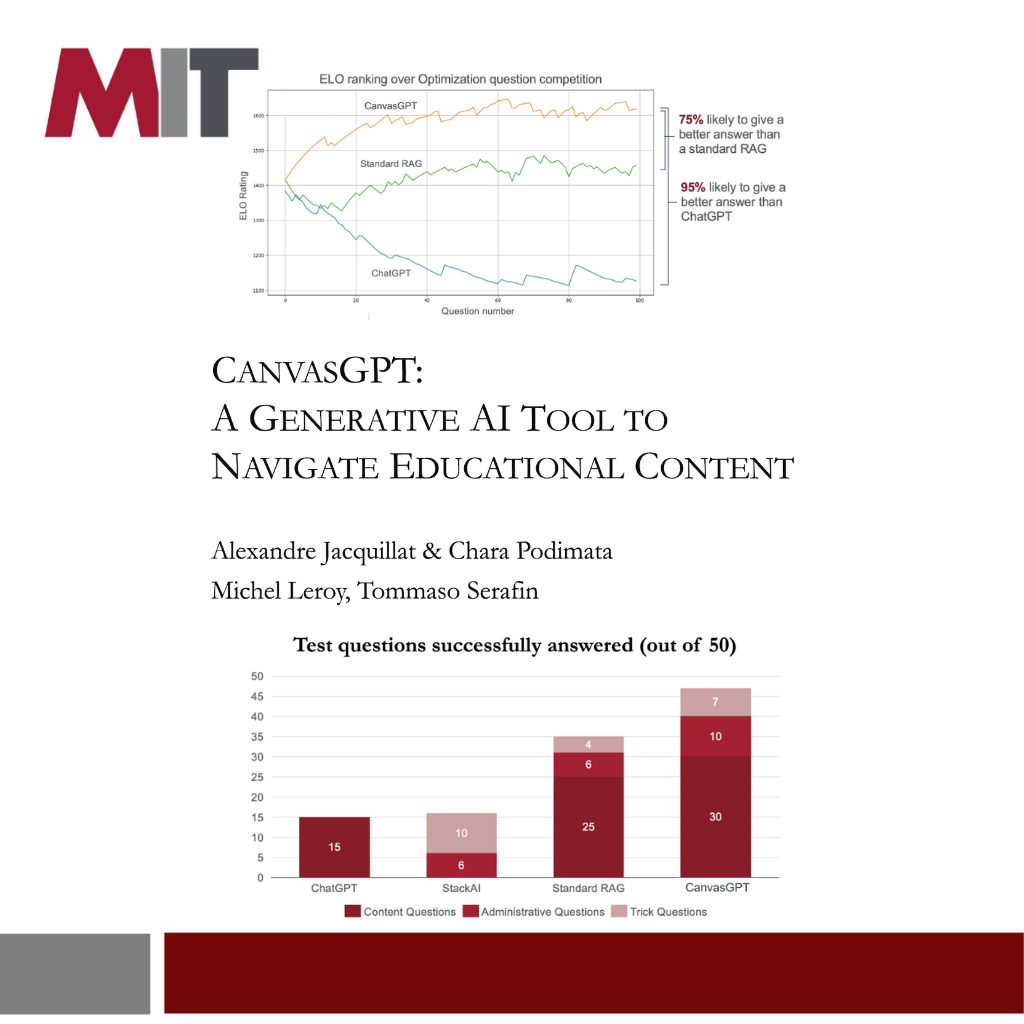 MIT
ELO ranking over Optimization question competition
ELO Rating
1600
1500
1400
1300
1200
1100
CanvasGPT
Standard RAG
ChatGPT
0 20 40 60 80 100
Question number
75% likely to give a
better answer than
a standard RAG
95% likely to give a
better answer than
ChatGPT
CANVASGPT:
A GENERATIVE AI TOOL TO
NAVIGATE EDUCATIONAL CONTENT
Alexandre Jacquillat & Chara Podimata
Michel Leroy, Tommaso Serafin
Test questions successfully answered (out of 50)
50
45
40
35
30
25
20
15
10
5
0
15
10
6
4
6
25
7
10
30
ChatGPT StackAI Standard RAG CanvasGPT
Content Questions Administrative Questions Trick Questions